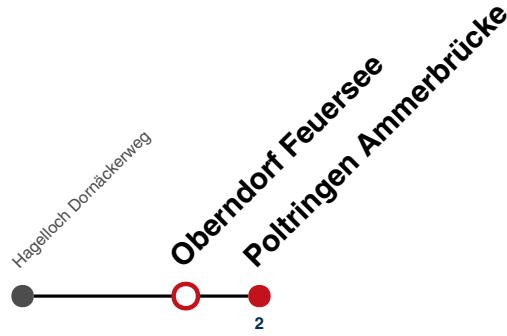 Hagelloch Dornäckerweg
Oberndorf Feuersee
Poltringen Ammerbrücke
2